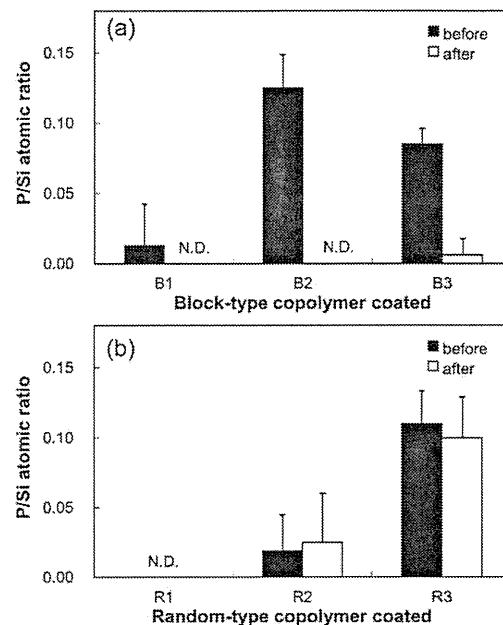 (a)
before
after
P/Si atomic ratio
0.15
0.10
0.05
0.00
N.D.
N.D.
B1 B2 B3
Block-type copolymer coated
(b)
before
after
P/Si atomic ratio
0.15
0.10
0.05
0.00
N.D.
R1 R2 R3
Random-type copolymer coated